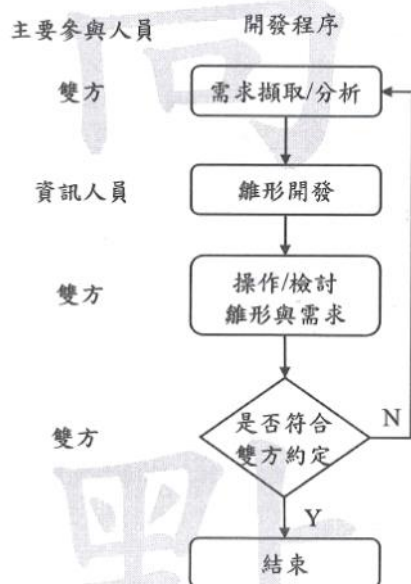 主要參與人員 開發程序
雙方 需求擷取/分析
資訊人員 雛形開發
雙方 操作/檢討
雛形與需求
雙方 是否符合 N
雙方約定
Y
結束